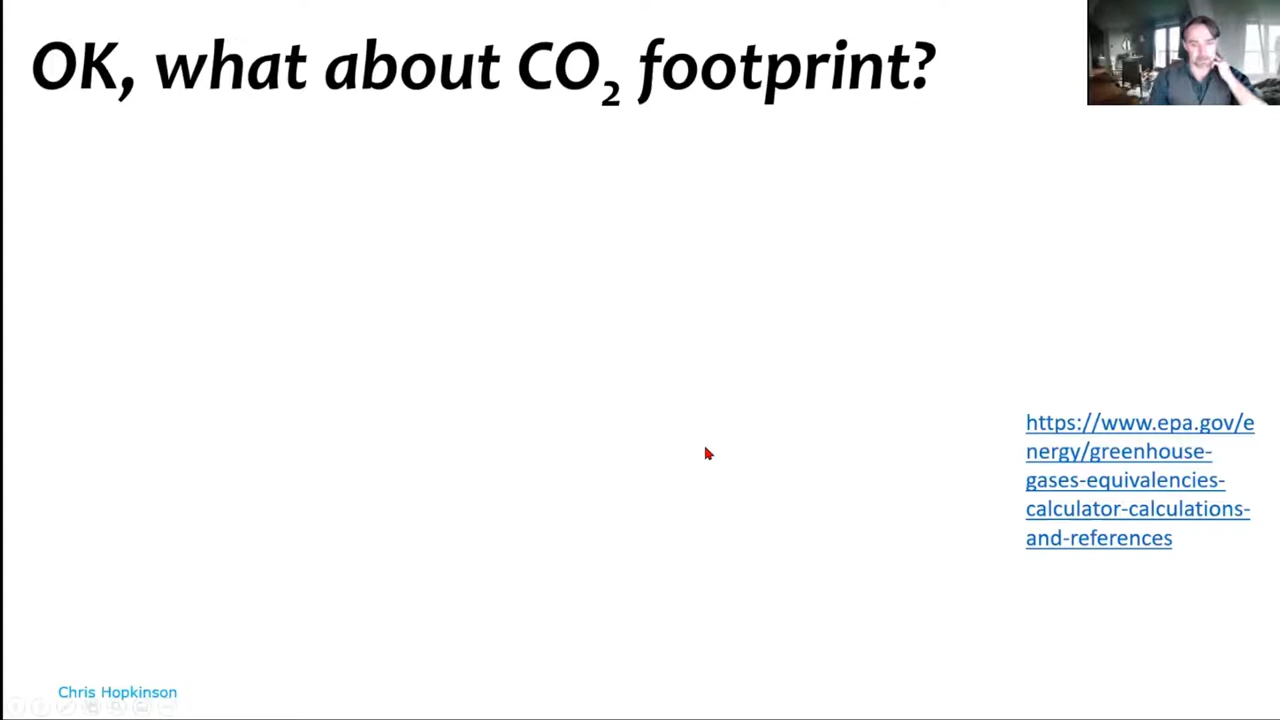 OK, what about CO₂ footprint?
https://www.epa.gov/e
nergy/greenhouse-
gases-equivalencies-
calculator-calculations-
and-references
Chris Hopkinson